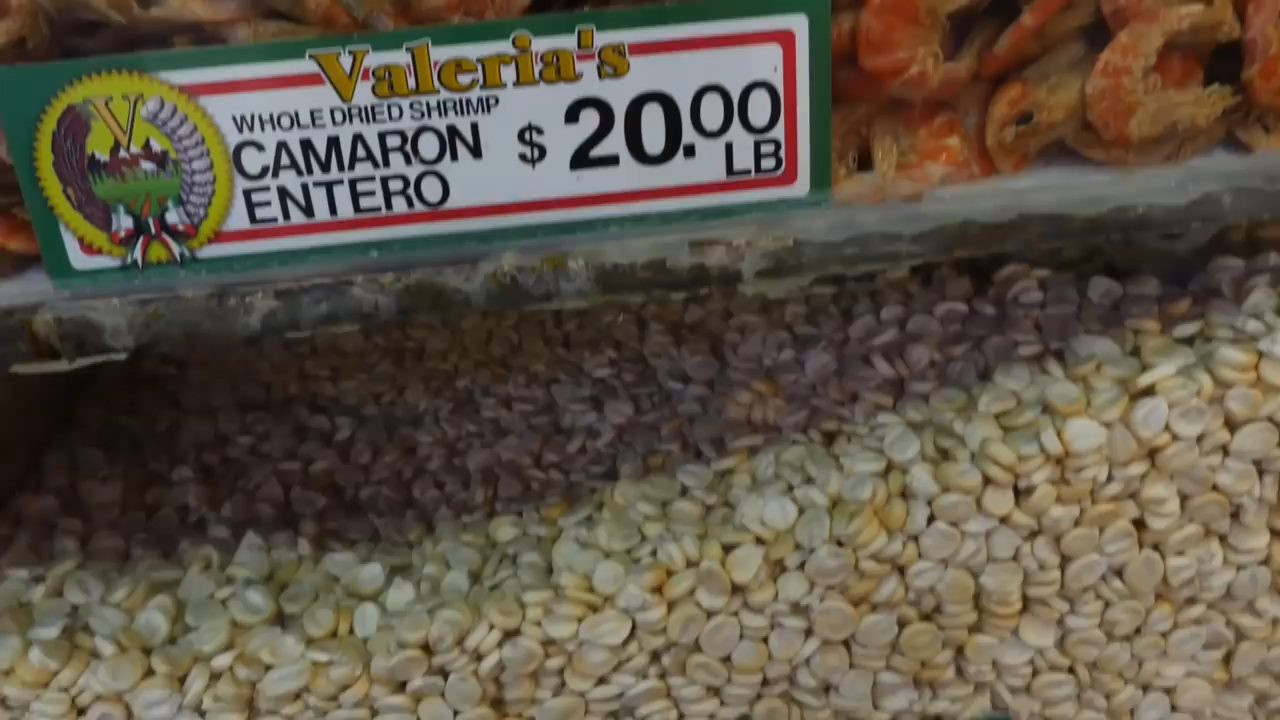 Valeria's
V
WHOLE DRIED SHRIMP
CAMARON
ENTERO
$ 20.00
LB